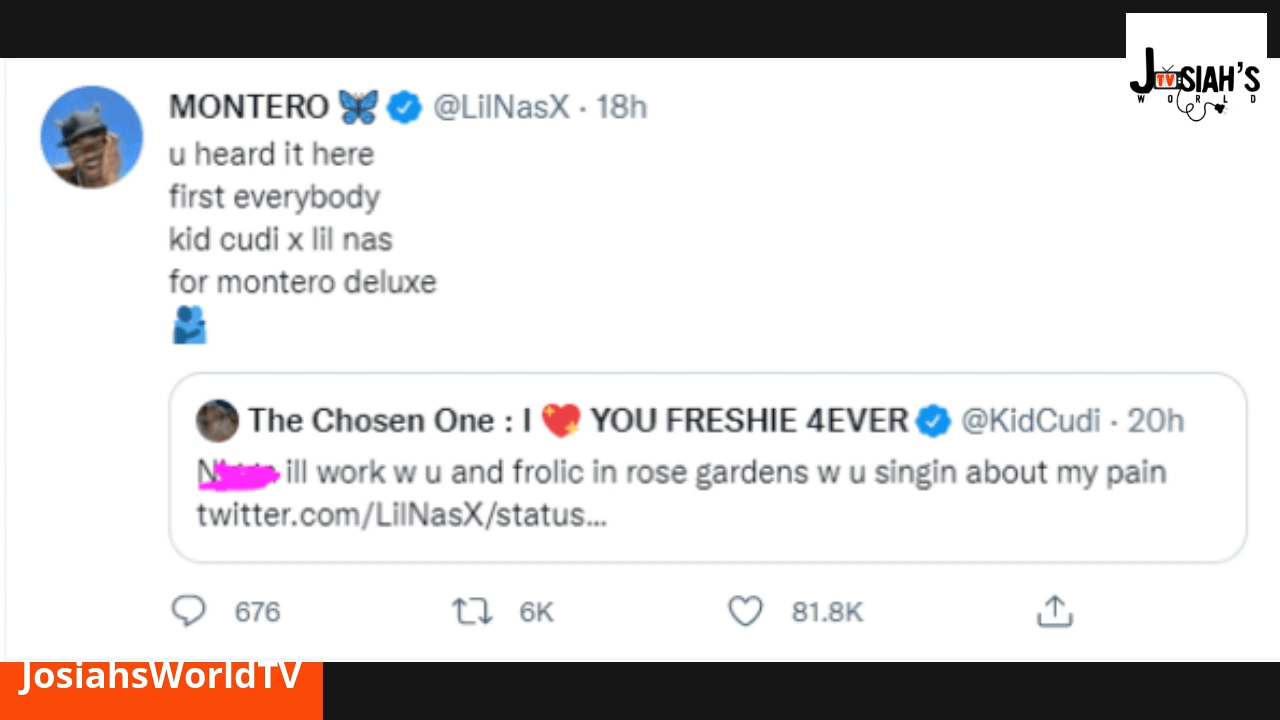 JOSIAH'S
TV
WORLD
MONTERO @LilNasX · 18h
u heard it here
first everybody
kid cudi x lil nas
for montero deluxe
The Chosen One : I YOU FRESHIE 4EVER @KidCudi · 20h
ill work w u and frolic in rose gardens w u singin about my pain
twitter.com/LilNasX/status...
676 6K 81.8K
JosiahsWorldTV